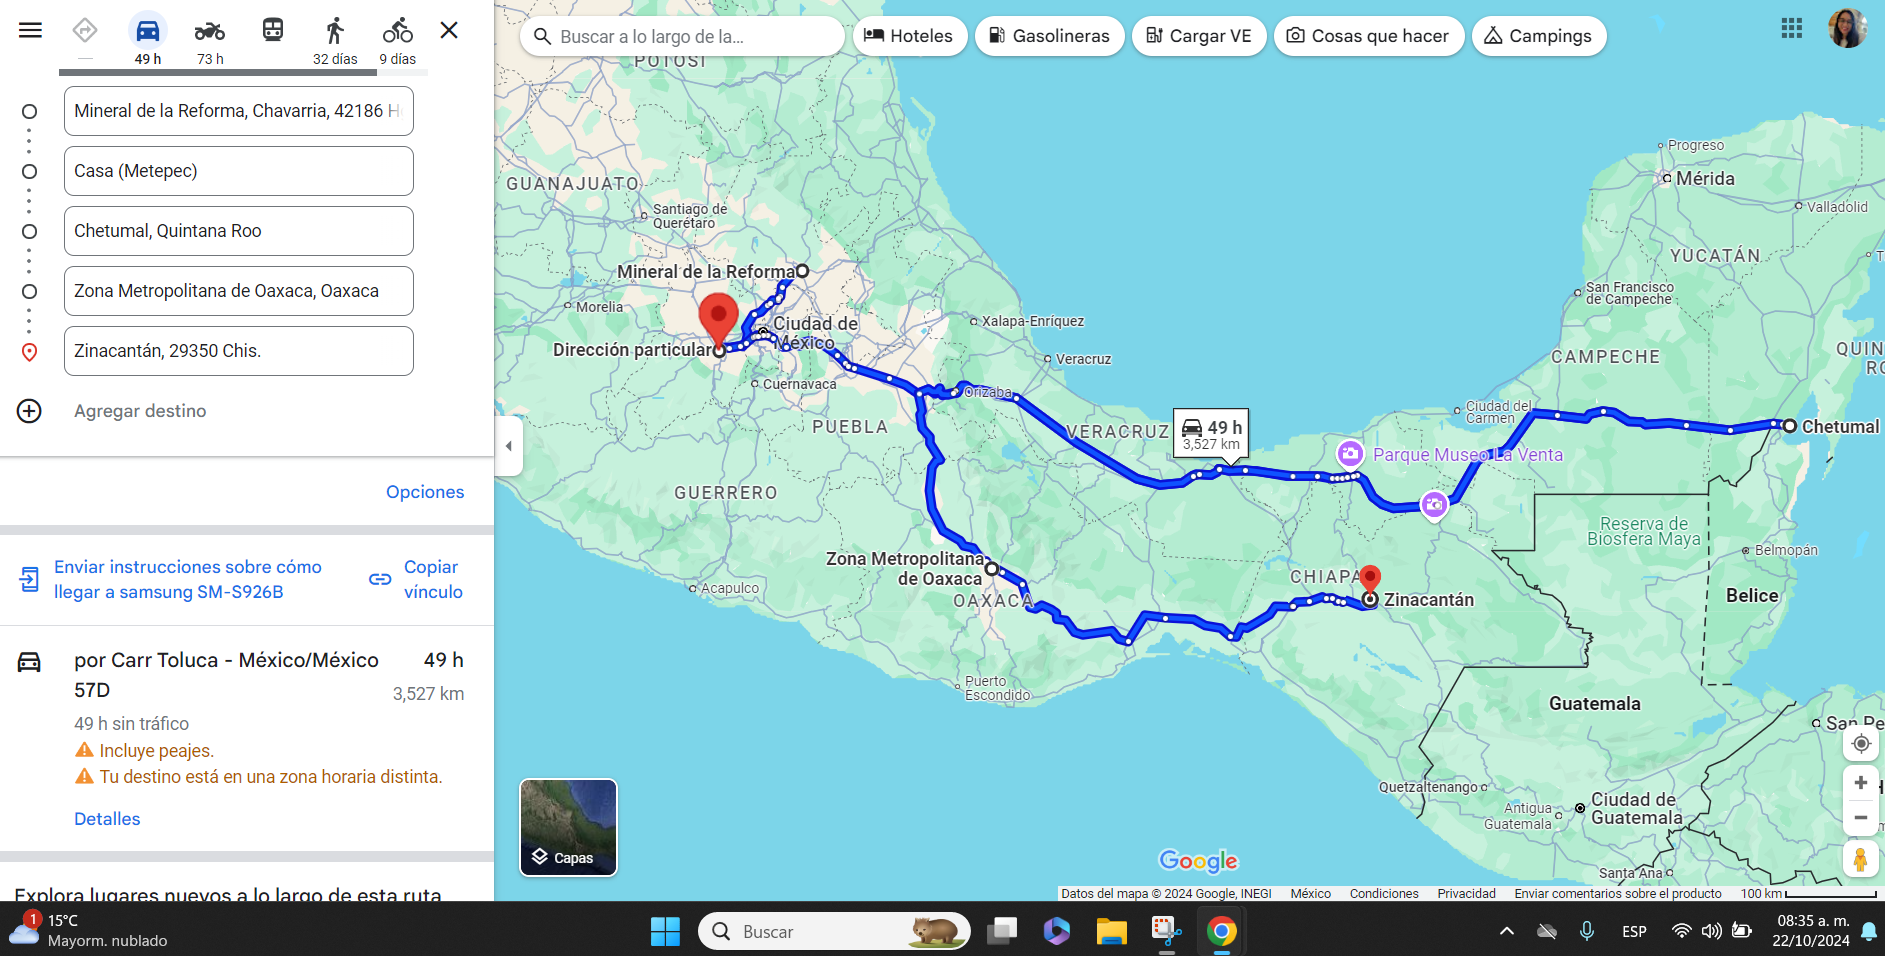 49 h
73 h
32 días
9 días
Mineral de la Reforma, Chavarria, 42186 H
Casa (Metepec)
Chetumal, Quintana Roo
Zona Metropolitana de Oaxaca, Oaxaca
Zinacantán, 29350 Chis.
Agregar destino
Opciones
Enviar instrucciones sobre cómo
llegar a samsung SM-S926B
Copiar
vínculo
por Carr Toluca - México/México
57D
49 h
3,527 km
49 h sin tráfico
Incluye peajes.
Tu destino está en una zona horaria distinta.
Detalles
Explora lugares nuevos a lo largo de esta ruta
Buscar a lo largo de la...
Hoteles
Gasolineras
Cargar VE
Cosas que hacer
Campings
POTOSÍ
GUANAJUATO
Santiago de
Querétaro
Mineral de la Reforma
Morelia
Ciudad de
México
Dirección particular
Cuernavaca
Xalapa-Enríquez
Veracruz
Orizaba
PUEBLA
VERACRUZ
49 h
3,527 km
GUERRERO
Acapulco
Zona Metropolitana
de Oaxaca
OAXACA
Puerto
Escondido
Parque Museo La Venta
Ciudad del
Carmen
CHIAPA
Zinacantán
Progreso
Mérida
Valladolid
YUCATÁN
San Francisco
de Campeche
CAMPECHE
QUIN
RO
Chetumal
Reserva de
Biosfera Maya
Belmopán
Belice
Guatemala
San Pe
Quetzaltenango
Antigua
Guatemala
Ciudad de
Guatemala
Santa Ana
H
Capas
Google
Datos del mapa © 2024 Google, INEGI
México
Condiciones
Privacidad
Enviar comentarios sobre el producto
100 km
1
15°C
Mayorm. nublado
Buscar
ESP
08:35 a. m.
22/10/2024